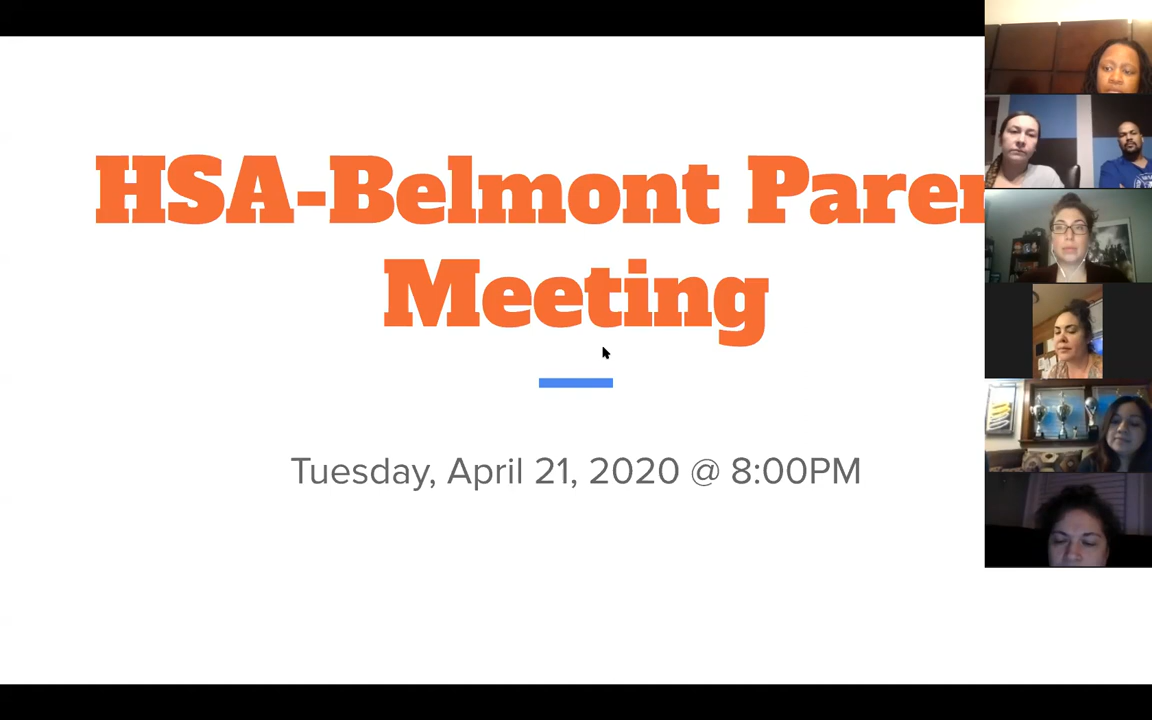 HSA-Belmont Paren
Meeting
Tuesday, April 21, 2020 @ 8:00PM